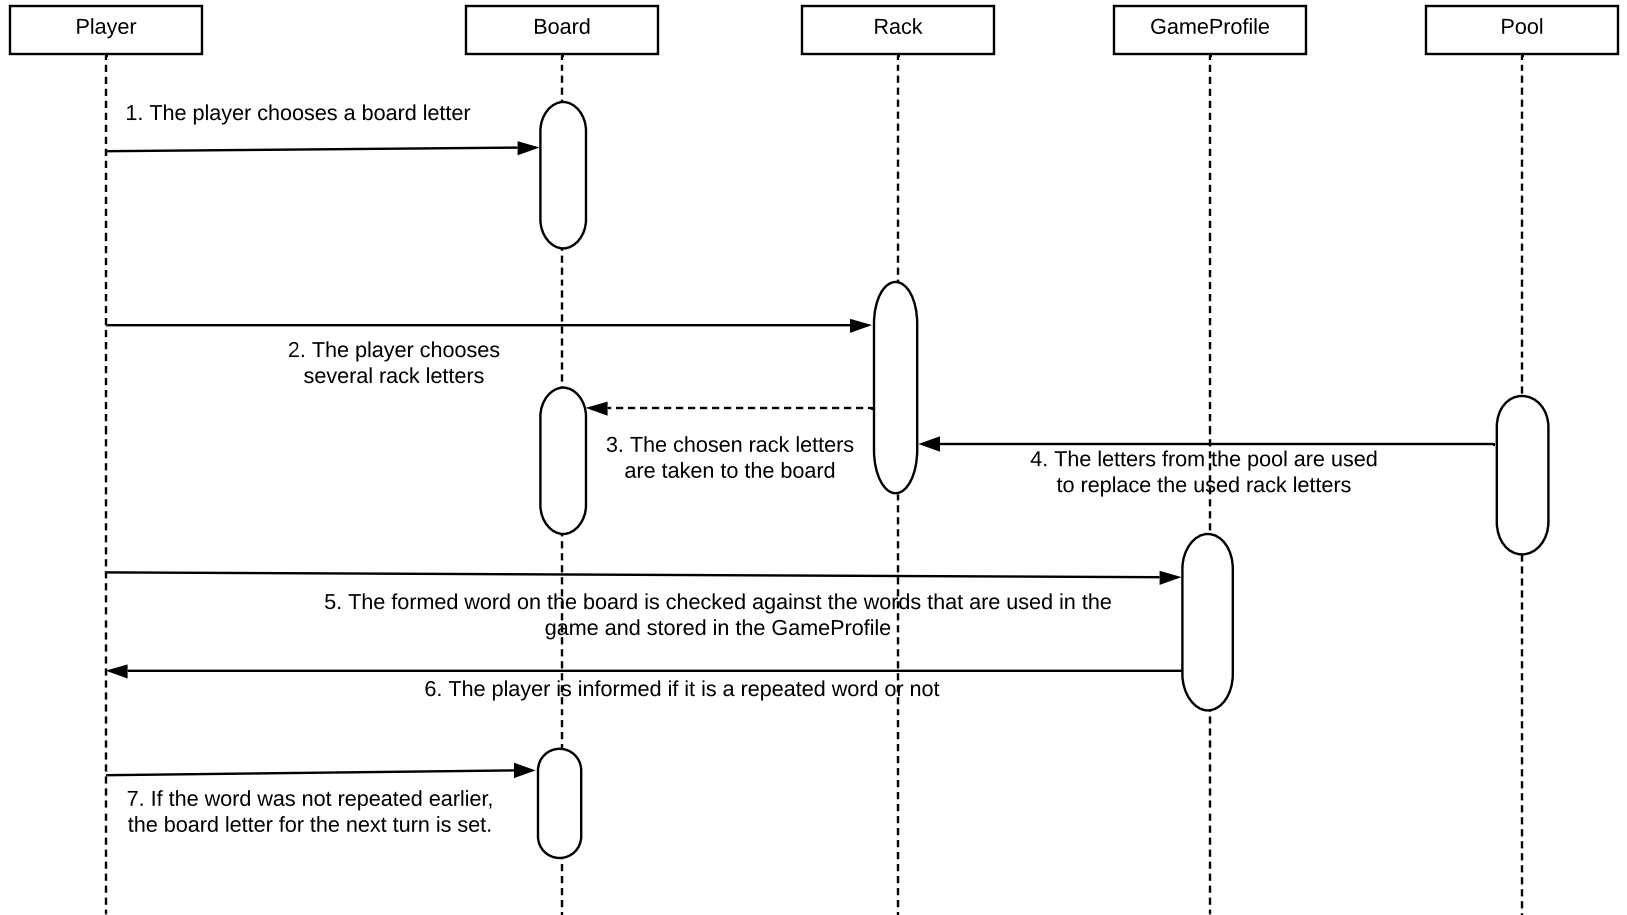 Player
Board
Rack
GameProfile
Pool
1. The player chooses a board letter
2. The player chooses
several rack letters
3. The chosen rack letters
are taken to the board
4. The letters from the pool are used
to replace the used rack letters
5. The formed word on the board is checked against the words that are used in the
game and stored in the GameProfile
6. The player is informed if it is a repeated word or not
7. If the word was not repeated earlier,
the board letter for the next turn is set.